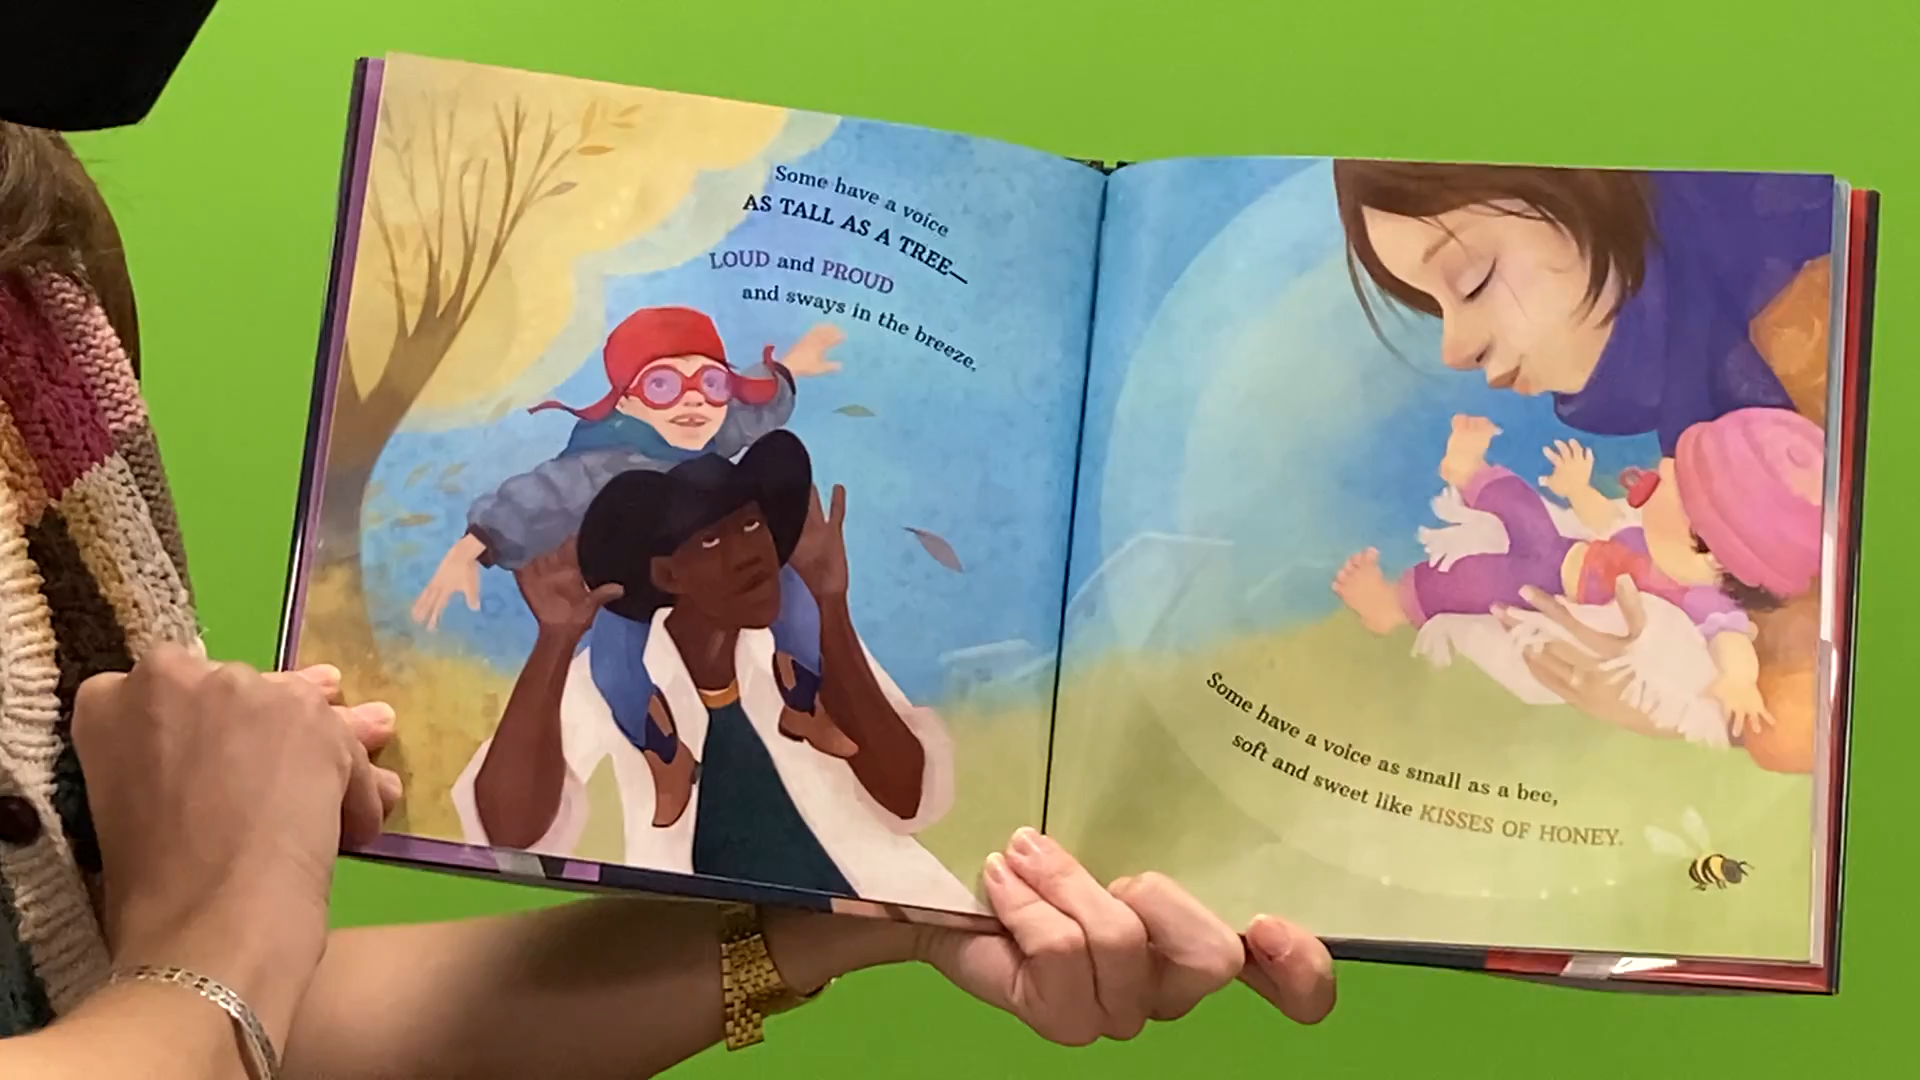 Some have a voice
AS TALL AS A TREE—
LOUD and PROUD
and sways in the breeze.
Some have a voice as small as a bee,
soft and sweet like KISSES OF HONEY.